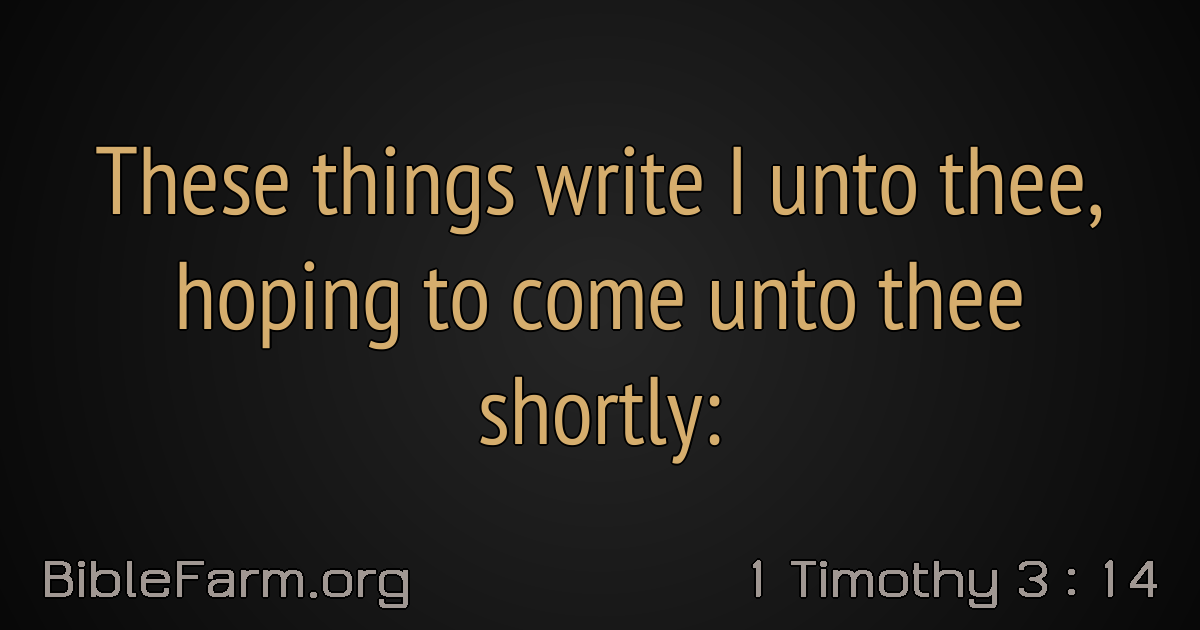 These things write I unto thee,
hoping to come unto thee
shortly:
BibleFarm.org
1 Timothy 3 : 14